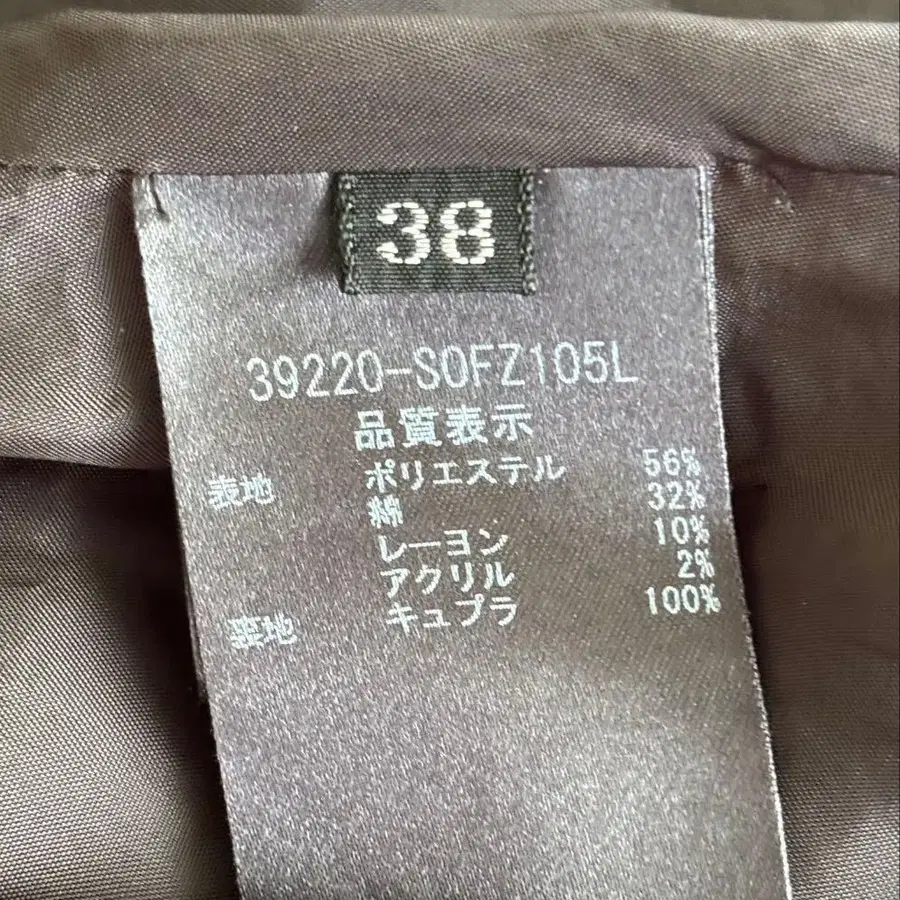 38
39220-SOFZ105L
品質表示
表地 ポリエステル 56%
綿 32%
レーヨン 10%
アクリル 2%
裏地 キュプラ 100%